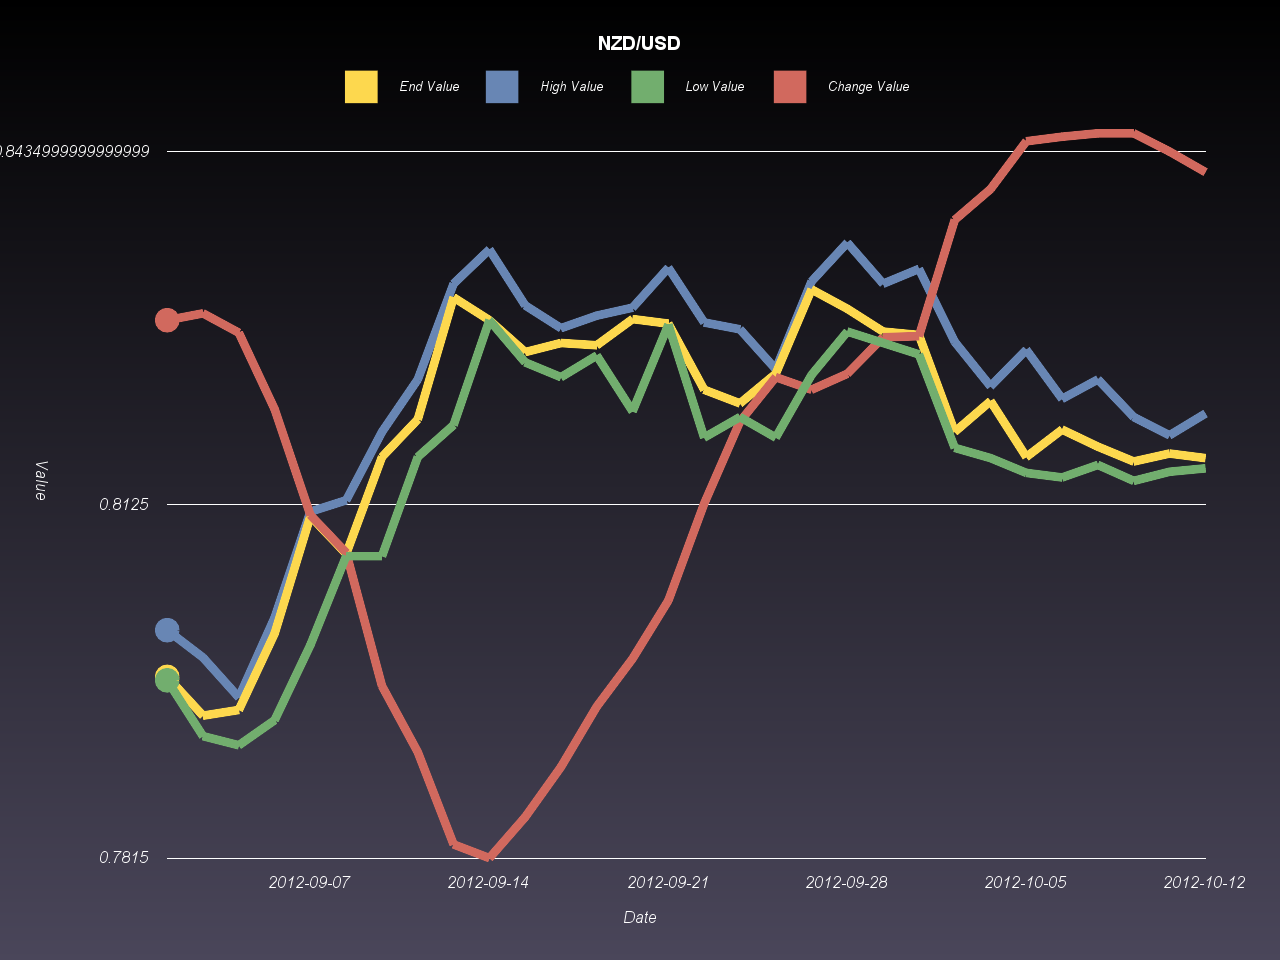 NZD/USD
End Value
High Value
Low Value
Change Value
.8434999999999999
0.8125
0.7815
Value
2012-09-07
2012-09-14
2012-09-21
2012-09-28
2012-10-05
2012-10-12
Date